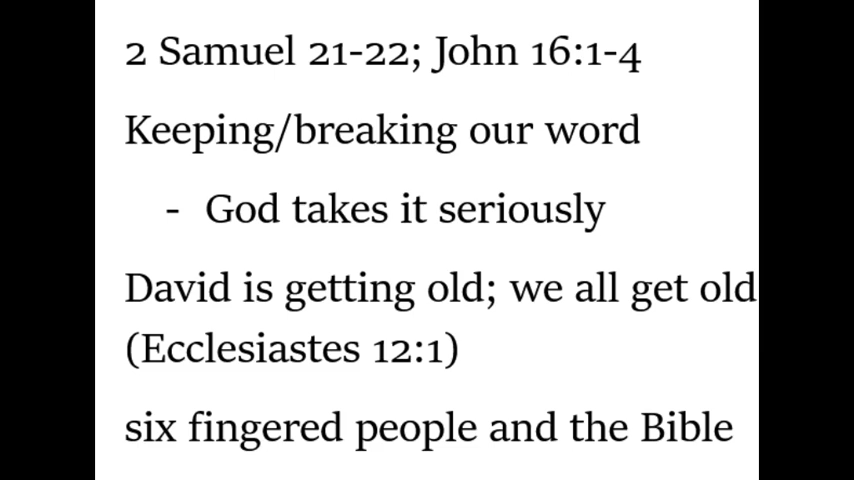 2 Samuel 21-22; John 16:1-4
Keeping/breaking our word
- God takes it seriously
David is getting old; we all get old
(Ecclesiastes 12:1)
six fingered people and the Bible